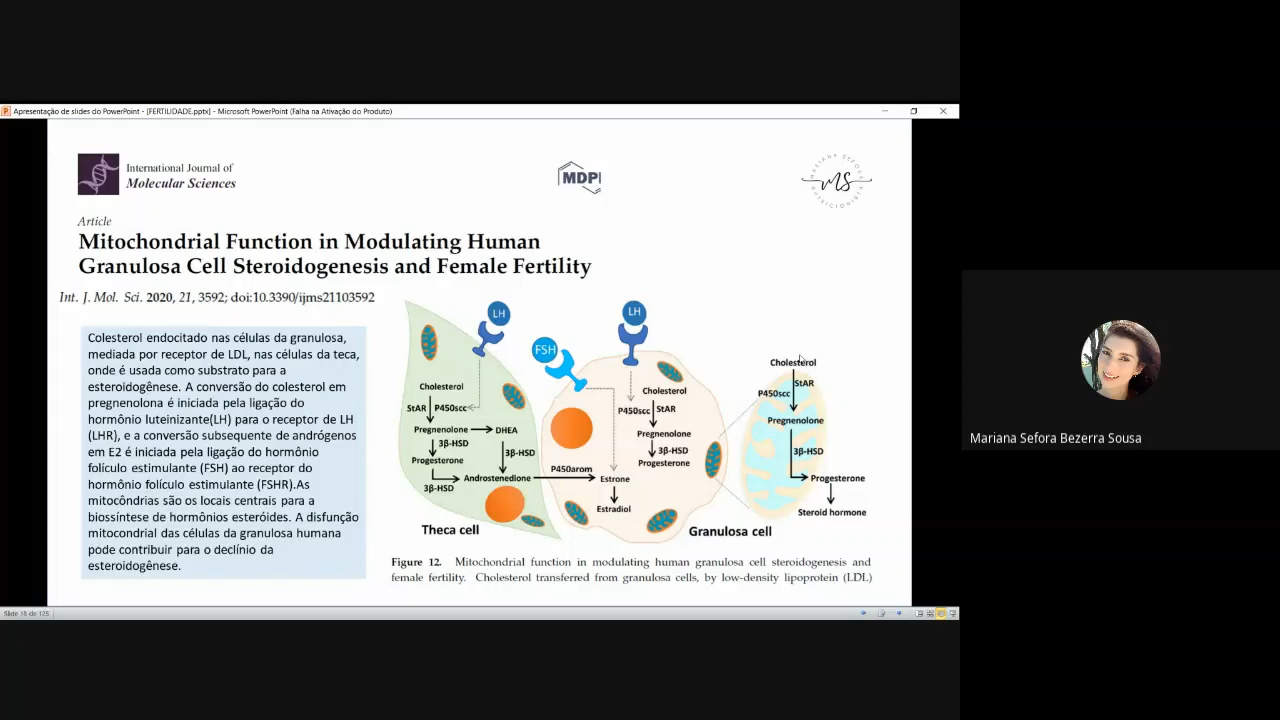 Apresentação de slides do PowerPoint - [FERTILIDADE.pptx] - Microsoft PowerPoint (Falha na Ativação do Produto)
International Journal of
Molecular Sciences
MDPI
MARIANY SEFORA
MS
NUTRICIONISTA
Article
Mitochondrial Function in Modulating Human
Granulosa Cell Steroidogenesis and Female Fertility
Int. J. Mol. Sci. 2020, 21, 3592; doi:10.3390/ijms21103592
Colesterol endocitado nas células da granulosa,
mediada por receptor de LDL, nas células da teca,
onde é usada como substrato para a
esteroidogênese. A conversão do colesterol em
pregnenolona é iniciada pela ligação do
hormônio luteinizante(LH) para o receptor de LH
(LHR), e a conversão subsequente de andrógenos
em E2 é iniciada pela ligação do hormônio
folículo estimulante (FSH) ao receptor do
hormônio folículo estimulante (FSHR).As
mitocôndrias são os locais centrais para a
biossíntese de hormônios esteróides. A disfunção
mitocondrial das células da granulosa humana
pode contribuir para o declínio da
esteroidogênese.
LH
Cholesterol
StAR P450scc
Pregnenolone DHEA
3β-HSD
3β-HSD
Progesterone
Androstenedione
3β-HSD
Theca cell
FSH
LH
Cholesterol
P450scc StAR
Pregnenolone
3β-HSD
Progesterone
P450arom
Estrone
Estradiol
Granulosa cell
Cholesterol
StAR
P450scc
Pregnenolone
3β-HSD
Progesterone
Steroid hormone
Figure 12. Mitochondrial function in modulating human granulosa cell steroidogenesis and
female fertility. Cholesterol transferred from granulosa cells, by low-density lipoprotein (LDL)
Slide 18 de 125
Mariana Sefora Bezerra Sousa